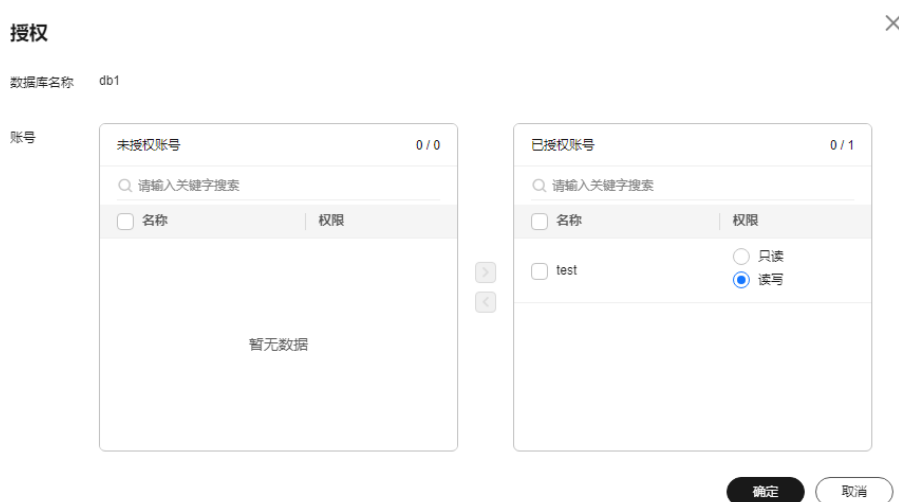 授权
数据库名称 db1
账号
未授权账号 0 / 0
请输入关键字搜索
名称 权限
暂无数据
已授权账号 0 / 1
请输入关键字搜索
名称 权限
test
只读
读写
确定 取消